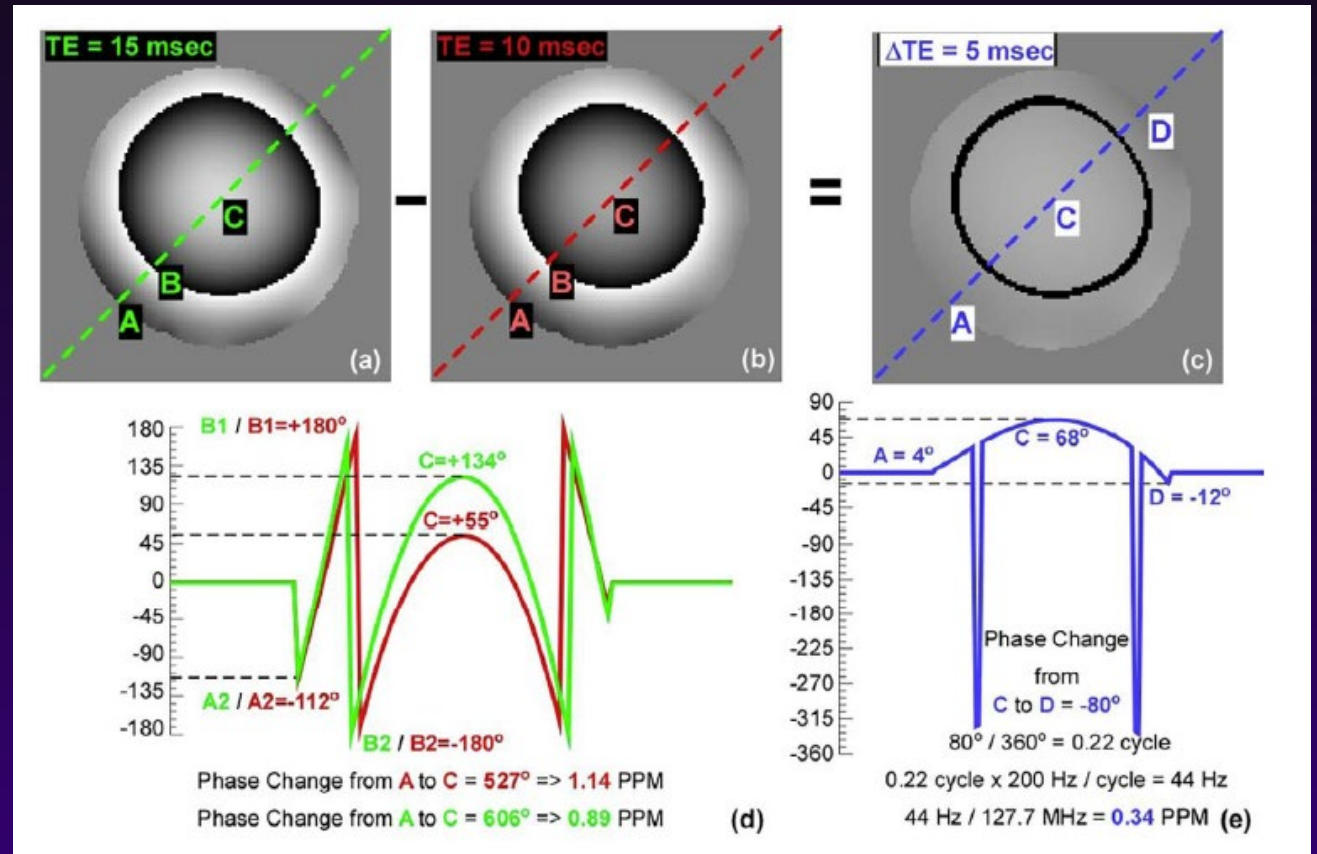 TE = 15 msec
TE = 10 msec
ΔTE = 5 msec
C
B
A
(a)
-
C
B
A
(b)
=
D
C
A
(c)
180
135
90
45
0
-45
-90
-135
-180
B1 / B1=+180°
C=+134°
C=+55°
A2 / A2=-112°
B2 / B2=-180°
Phase Change from A to C = 527° => 1.14 PPM
Phase Change from A to C = 606° => 0.89 PPM
(d)
90
45
0
-45
-90
-135
-180
-225
-270
-315
-360
A = 4°
C = 68°
D = -12°
Phase Change
from
C to D = -80°
80° / 360° = 0.22 cycle
0.22 cycle x 200 Hz / cycle = 44 Hz
44 Hz / 127.7 MHz = 0.34 PPM (e)